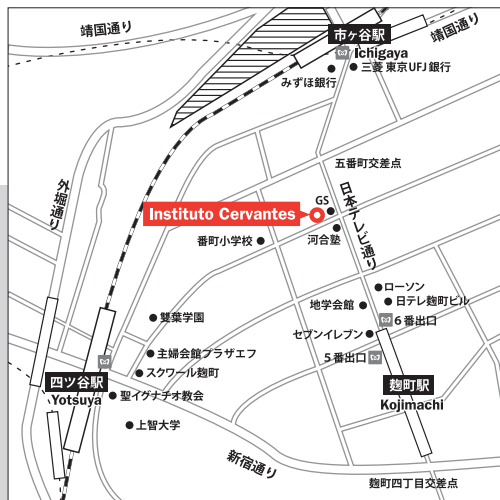 靖国通り
市ヶ谷駅
Ichigaya
靖国通り
みずほ銀行
三菱 東京UFJ 銀行
五番町交差点
外堀通り
日本テレビ通り
GS
Instituto Cervantes
番町小学校
河合塾
ローソン
地学会館
日テレ麹町ビル
6番出口
雙葉学園
セブンイレブン
5番出口
主婦会館プラザエフ
スクワール麹町
四ツ谷駅
Yotsuya
麹町駅
Kojimachi
聖イグナチオ教会
上智大学
新宿通り
麹町四丁目交差点